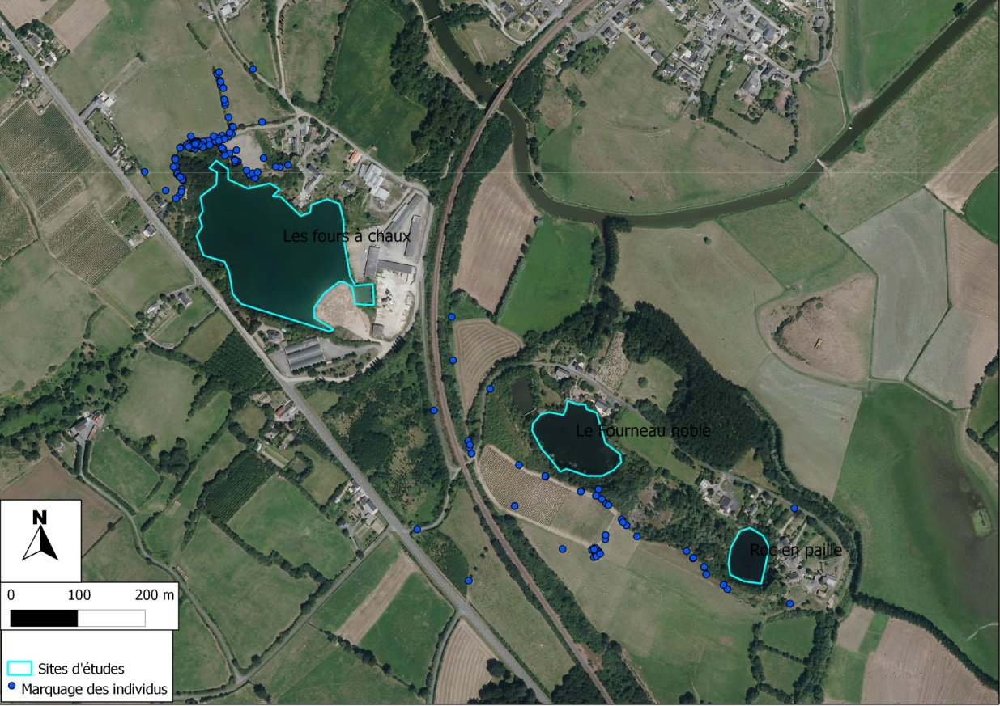 Les fours à chaux
Le Fourneau noble
Roc en paille
N
0 100 200 m
Sites d'études
Marquage des individus